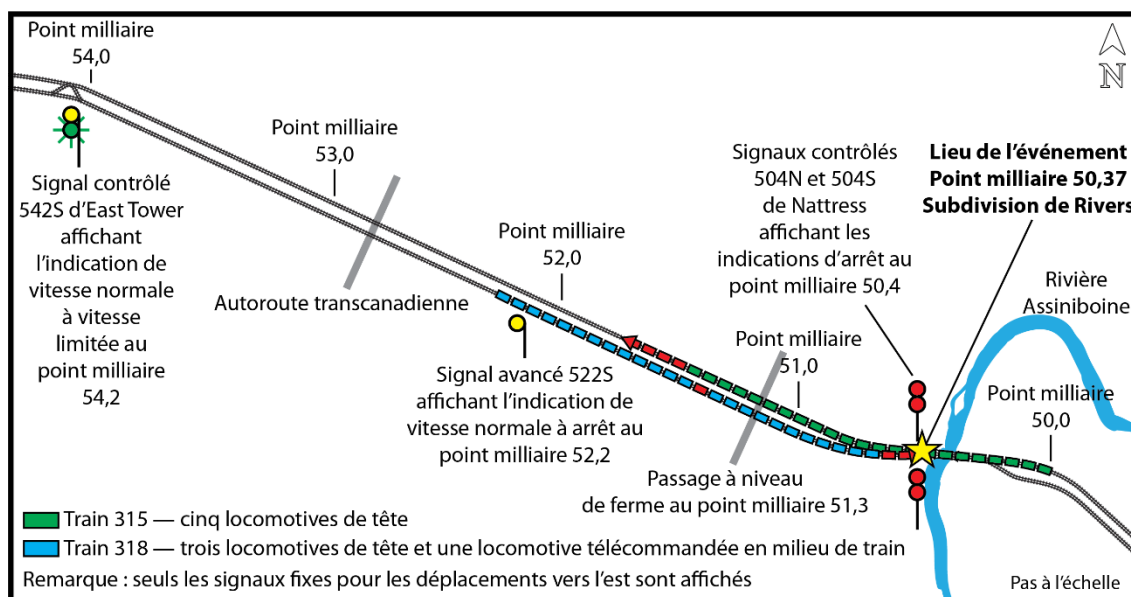 Point milliaire
54,0
N
Point milliaire
53,0
Signaux contrôlés
504N et 504S
de Nattress
affichant les
indications d'arrêt au
point milliaire 50,4
Lieu de l'événement
Point milliaire 50,37
Subdivision de Rivers
Signal contrôlé
542S d'East Tower
affichant
l'indication de
vitesse normale
à vitesse
limitée au
point milliaire
54,2
Point milliaire
52,0
Autoroute transcanadienne
Rivière
Assiniboine
Point milliaire
51,0
Signal avancé 522S
affichant l'indication de
vitesse normale à arrêt au
point milliaire 52,2
Point milliaire
50,0
Passage à niveau
de ferme au point milliaire 51,3
Train 315 — cinq locomotives de tête
Train 318 — trois locomotives de tête et une locomotive télécommandée en milieu de train
Remarque : seuls les signaux fixes pour les déplacements vers l'est sont affichés
Pas à l'échelle